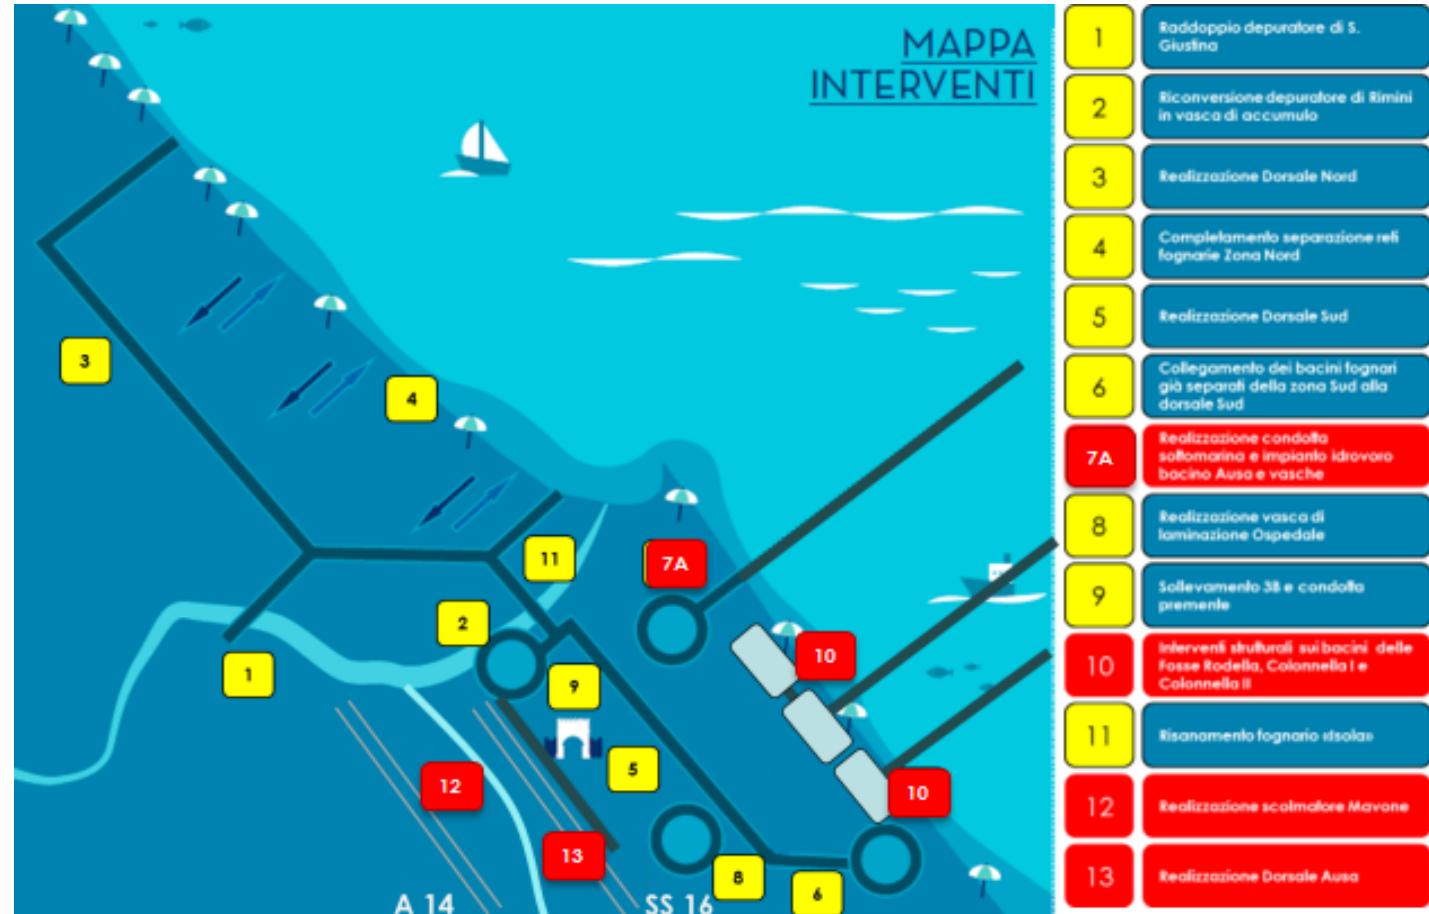 MAPPA
INTERVENTI
3
4
11
7A
2
1
9
10
12
5
10
13
8
6
A 14
SS 16
1
Raddoppio depuratore di S.
Giustina
2
Riconversione depuratore di Rimini
in vasca di accumulo
3
Realizzazione Dorsale Nord
4
Completamento separazione reti
fognarie Zona Nord
5
Realizzazione Dorsale Sud
6
Collegamento dei bacini fognari
già separati della zona Sud alla
dorsale Sud
7A
Realizzazione condotta
sottomarina e impianto idrovoro
bacino Ausa e vasche
8
Realizzazione vasca di
laminazione Ospedale
9
Sollevamento 3B e condotta
premente
10
Interventi strutturali sui bacini delle
Fosse Rodella, Colonnella I e
Colonnella II
11
Risanamento fognario «Isola»
12
Realizzazione scolmatore Mavone
13
Realizzazione Dorsale Ausa